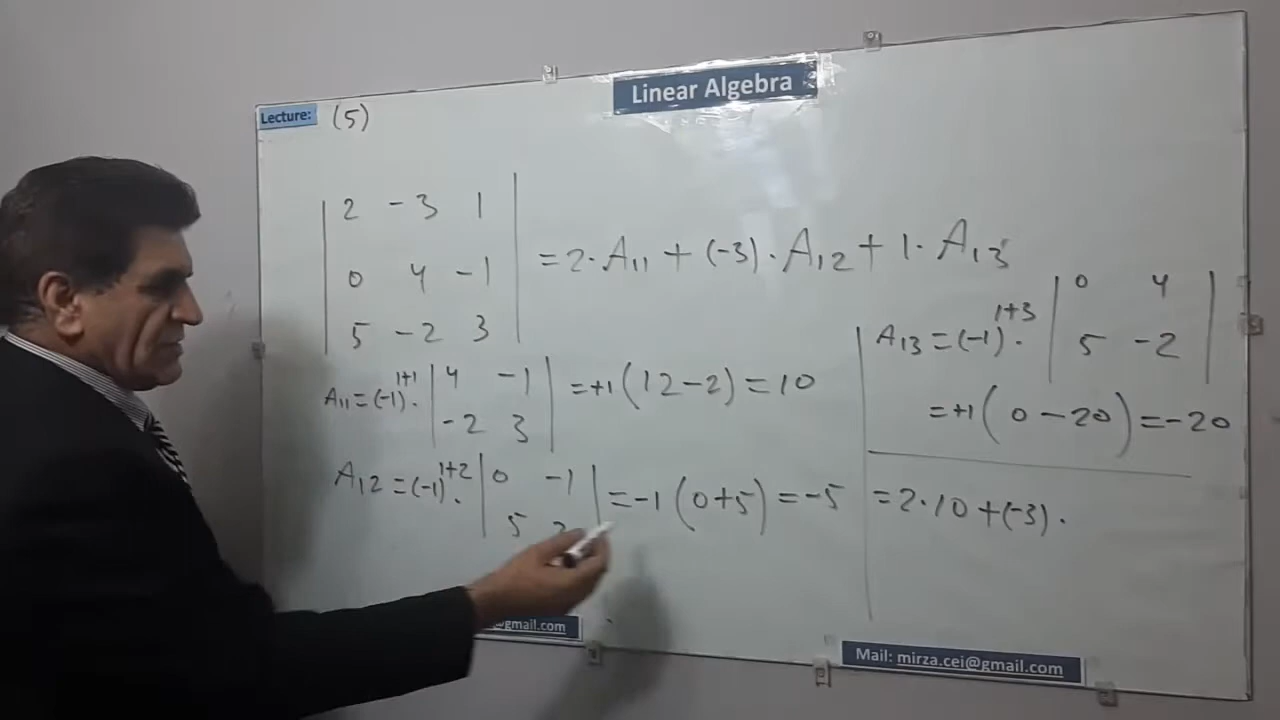 Linear Algebra
Lecture: (5)
2 -3 1
0 4 -1
5 -2 3
=2·A11+(-3)·A12+1·A13
A11=(-1)^1+1· | 4 -1 |
| -2 3 |
=+1(12-2)=10
A12=(-1)^1+2· | 0 -1 |
| 5
=-1(0+5)=-5
A13=(-1)^1+3· | 0 4 |
| 5 -2 |
=+1(0-20)=-20
=2·10+(-3)·
@gmail.com
Mail: mirza.cei@gmail.com